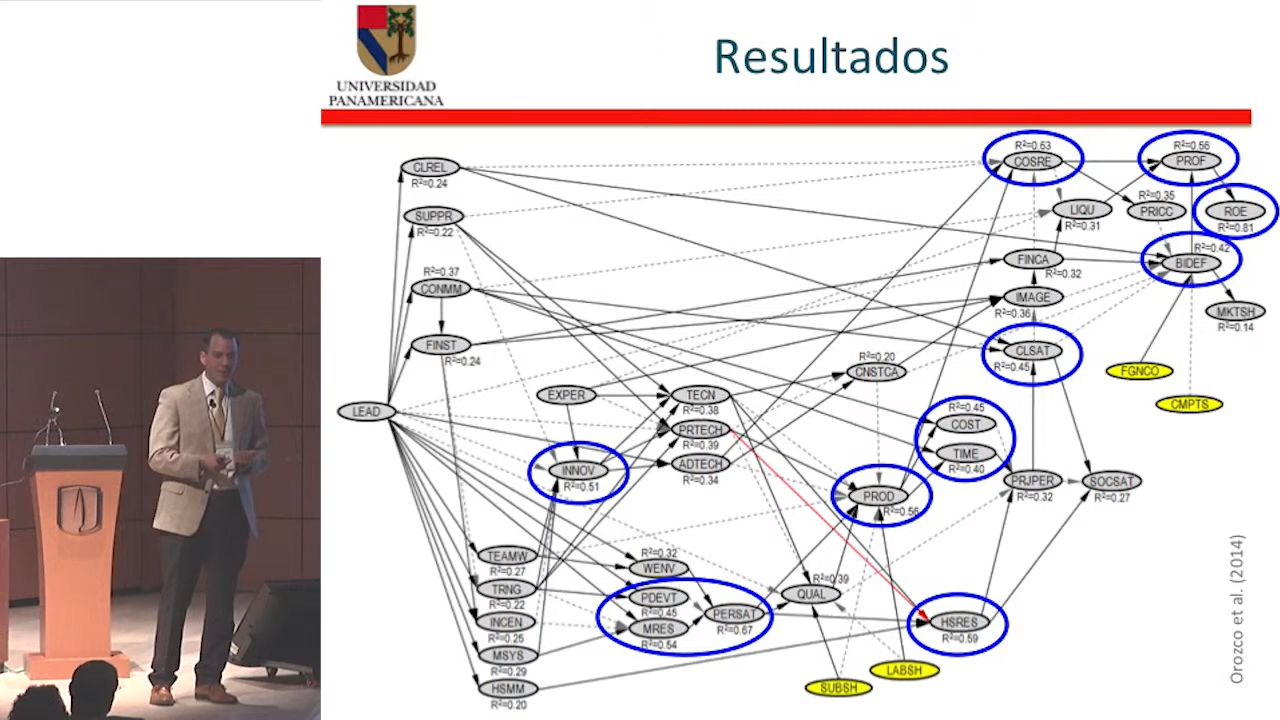 UNIVERSIDAD
PANAMERICANA
Resultados
CLREL
R²=0.24
SUPPR
R²=0.22
R²=0.37
CONMM
FINST
R²=0.24
LEAD
EXPER
INNOV
R²=0.51
TECN
R²=0.38
PRTECH
R²=0.39
ADTECH
R²=0.34
R²=0.20
CNSTCA
TEAMW
R²=0.27
TRNG
R²=0.22
INCEN
R²=0.25
MSYS
R²=0.29
HSMM
R²=0.20
R²=0.32
WENV
PDEVT
R²=0.45
MRES
R²=0.54
PERSAT
R²=0.67
R²=0.39
QUAL
PROD
R²=0.56
SUBSH
LABSH
HSRES
R²=0.59
R²=0.45
COST
TIME
R²=0.40
PRJPER
R²=0.32
SOCSAT
R²=0.27
R²=0.63
COSRE
LIQU
R²=0.31
FINCA
R²=0.32
IMAGE
R²=0.36
CLSAT
R²=0.45
R²=0.56
PROF
R²=0.35
PRICC
ROE
R²=0.81
R²=0.42
BIDEF
MKTSH
R²=0.14
FGNCO
CMPTS
Orozco et al. (2014)